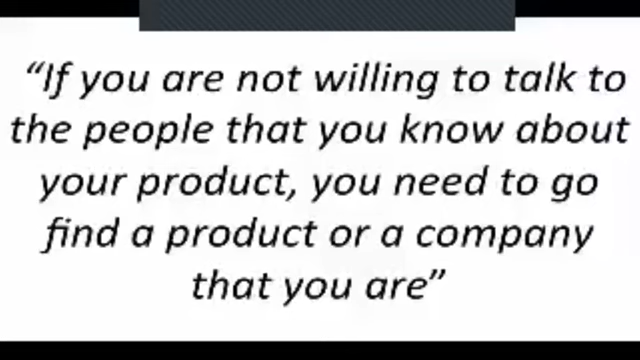 “If you are not willing to talk to
the people that you know about
your product, you need to go
find a product or a company
that you are”